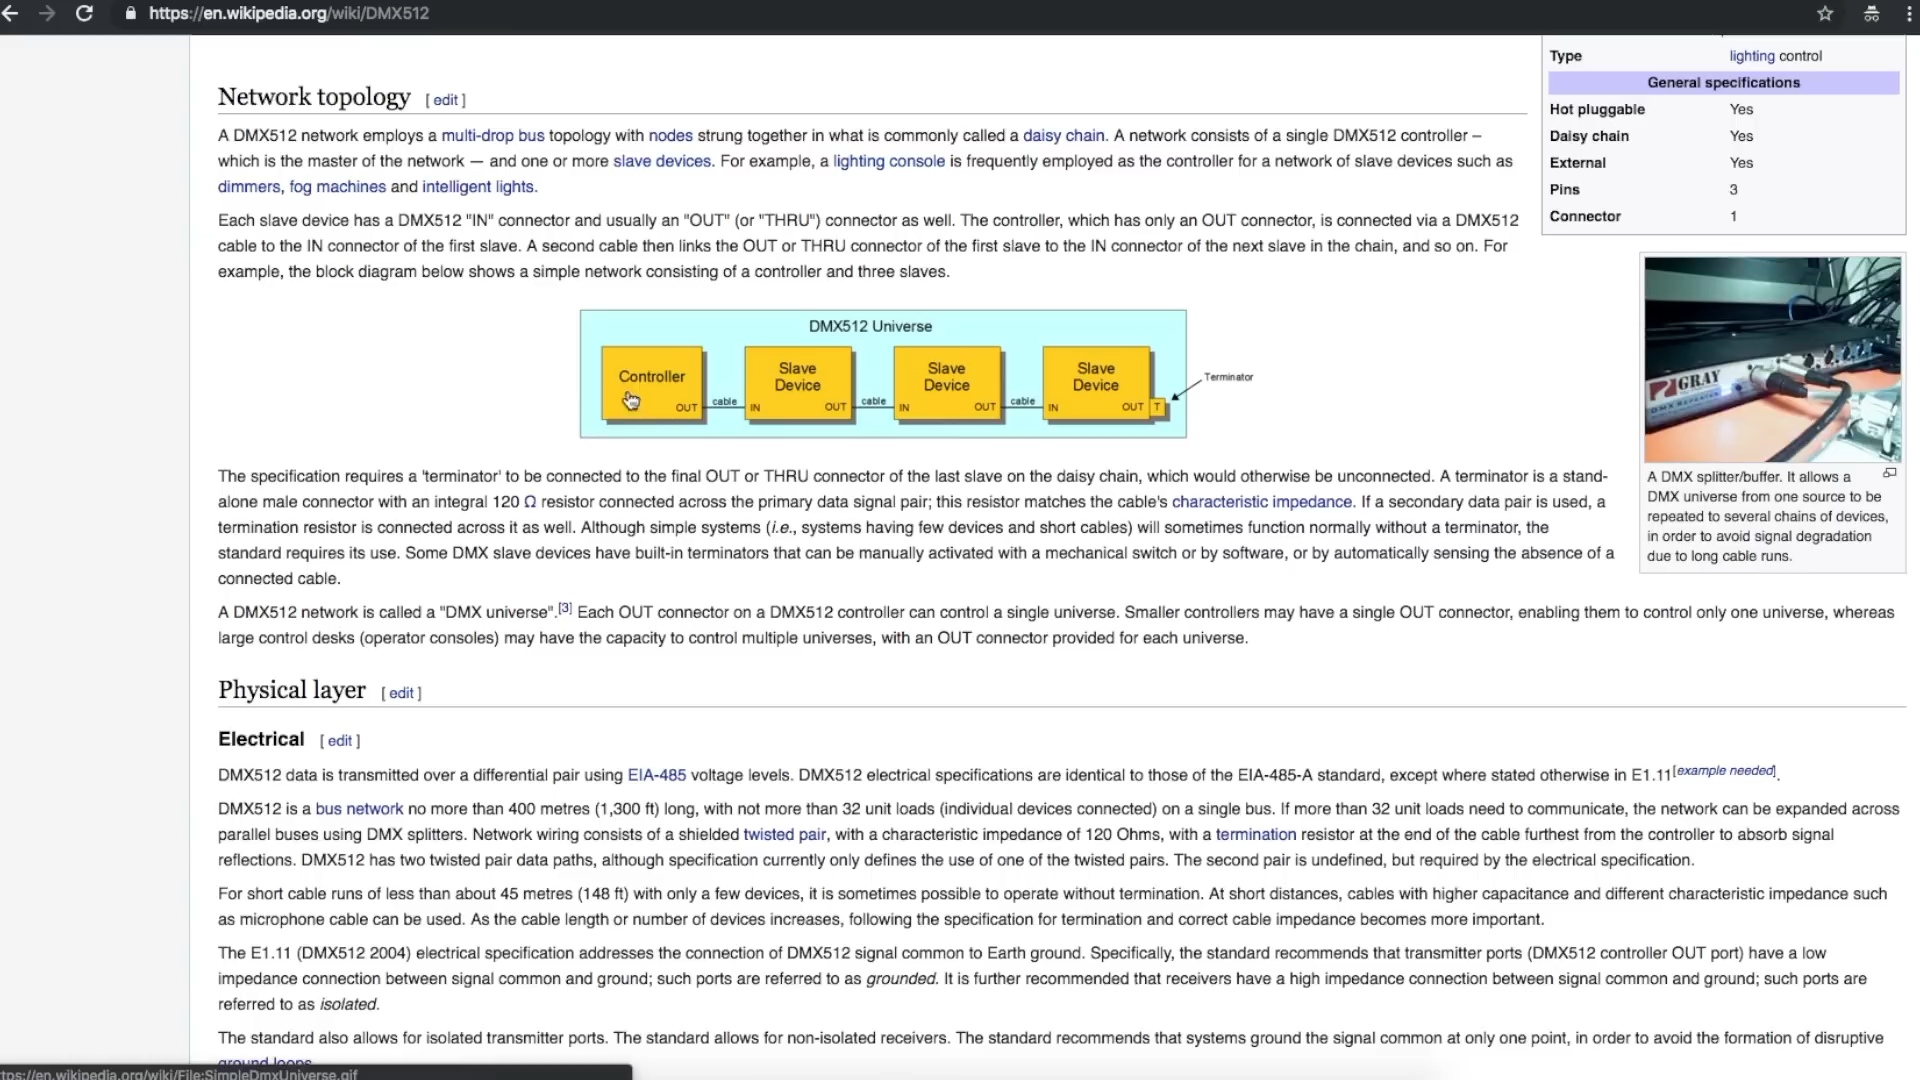 https://en.wikipedia.org/wiki/DMX512
Network topology [ edit ]
A DMX512 network employs a multi-drop bus topology with nodes strung together in what is commonly called a daisy chain. A network consists of a single DMX512 controller –
which is the master of the network — and one or more slave devices. For example, a lighting console is frequently employed as the controller for a network of slave devices such as
dimmers, fog machines and intelligent lights.
Each slave device has a DMX512 "IN" connector and usually an "OUT" (or "THRU") connector as well. The controller, which has only an OUT connector, is connected via a DMX512
cable to the IN connector of the first slave. A second cable then links the OUT or THRU connector of the first slave to the IN connector of the next slave in the chain, and so on. For
example, the block diagram below shows a simple network consisting of a controller and three slaves.
DMX512 Universe
Controller
OUT
cable
Slave
Device
IN OUT
cable
Slave
Device
IN OUT
cable
Slave
Device
IN OUT T
Terminator
The specification requires a 'terminator' to be connected to the final OUT or THRU connector of the last slave on the daisy chain, which would otherwise be unconnected. A terminator is a stand-
alone male connector with an integral 120 Ω resistor connected across the primary data signal pair; this resistor matches the cable's characteristic impedance. If a secondary data pair is used, a
termination resistor is connected across it as well. Although simple systems (i.e., systems having few devices and short cables) will sometimes function normally without a terminator, the
standard requires its use. Some DMX slave devices have built-in terminators that can be manually activated with a mechanical switch or by software, or by automatically sensing the absence of a
connected cable.
A DMX512 network is called a "DMX universe".[3] Each OUT connector on a DMX512 controller can control a single universe. Smaller controllers may have a single OUT connector, enabling them to control only one universe, whereas
large control desks (operator consoles) may have the capacity to control multiple universes, with an OUT connector provided for each universe.
Physical layer [ edit ]
Electrical [ edit ]
DMX512 data is transmitted over a differential pair using EIA-485 voltage levels. DMX512 electrical specifications are identical to those of the EIA-485-A standard, except where stated otherwise in E1.11[example needed].
DMX512 is a bus network no more than 400 metres (1,300 ft) long, with not more than 32 unit loads (individual devices connected) on a single bus. If more than 32 unit loads need to communicate, the network can be expanded across
parallel buses using DMX splitters. Network wiring consists of a shielded twisted pair, with a characteristic impedance of 120 Ohms, with a termination resistor at the end of the cable furthest from the controller to absorb signal
reflections. DMX512 has two twisted pair data paths, although specification currently only defines the use of one of the twisted pairs. The second pair is undefined, but required by the electrical specification.
For short cable runs of less than about 45 metres (148 ft) with only a few devices, it is sometimes possible to operate without termination. At short distances, cables with higher capacitance and different characteristic impedance such
as microphone cable can be used. As the cable length or number of devices increases, following the specification for termination and correct cable impedance becomes more important.
The E1.11 (DMX512 2004) electrical specification addresses the connection of DMX512 signal common to Earth ground. Specifically, the standard recommends that transmitter ports (DMX512 controller OUT port) have a low
impedance connection between signal common and ground; such ports are referred to as grounded. It is further recommended that receivers have a high impedance connection between signal common and ground; such ports are
referred to as isolated.
The standard also allows for isolated transmitter ports. The standard allows for non-isolated receivers. The standard recommends that systems ground the signal common at only one point, in order to avoid the formation of disruptive
ground loops.
Type lighting control
General specifications
Hot pluggable Yes
Daisy chain Yes
External Yes
Pins 3
Connector 1
GRAY
DMX REPEATER
A DMX splitter/buffer. It allows a
DMX universe from one source to be
repeated to several chains of devices,
in order to avoid signal degradation
due to long cable runs.
tps://en.wikipedia.org/wiki/File:SimpleDmxUniverse.gif